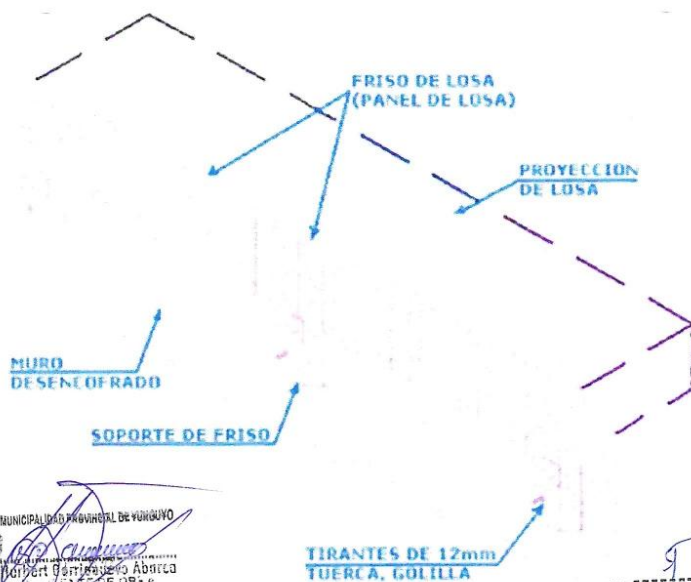 FRISO DE LOSA
(PANEL DE LOSA)
PROYECCION
DE LOSA
MURO
DESENCOFRADO
SOPORTE DE FRISO
MUNICIPALIDAD PROVINCIAL DE YUNGUYO
Abarca
TIRANTES DE 12mm
TUERCA, GOLILLA